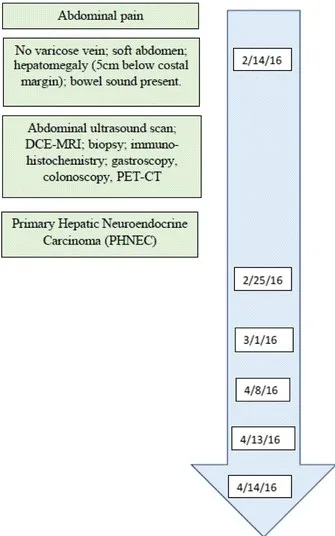 Abdominal pain
No varicose vein; soft abdomen;
hepatomegaly (5cm below costal
margin); bowel sound present.
2/14/16
Abdominal ultrasound scan;
DCE-MRI; biopsy; immuno-
histochemistry; gastroscopy,
colonoscopy, PET-CT
Primary Hepatic Neuroendocrine
Carcinoma (PHNEC)
2/25/16
3/1/16
4/8/16
4/13/16
4/14/16